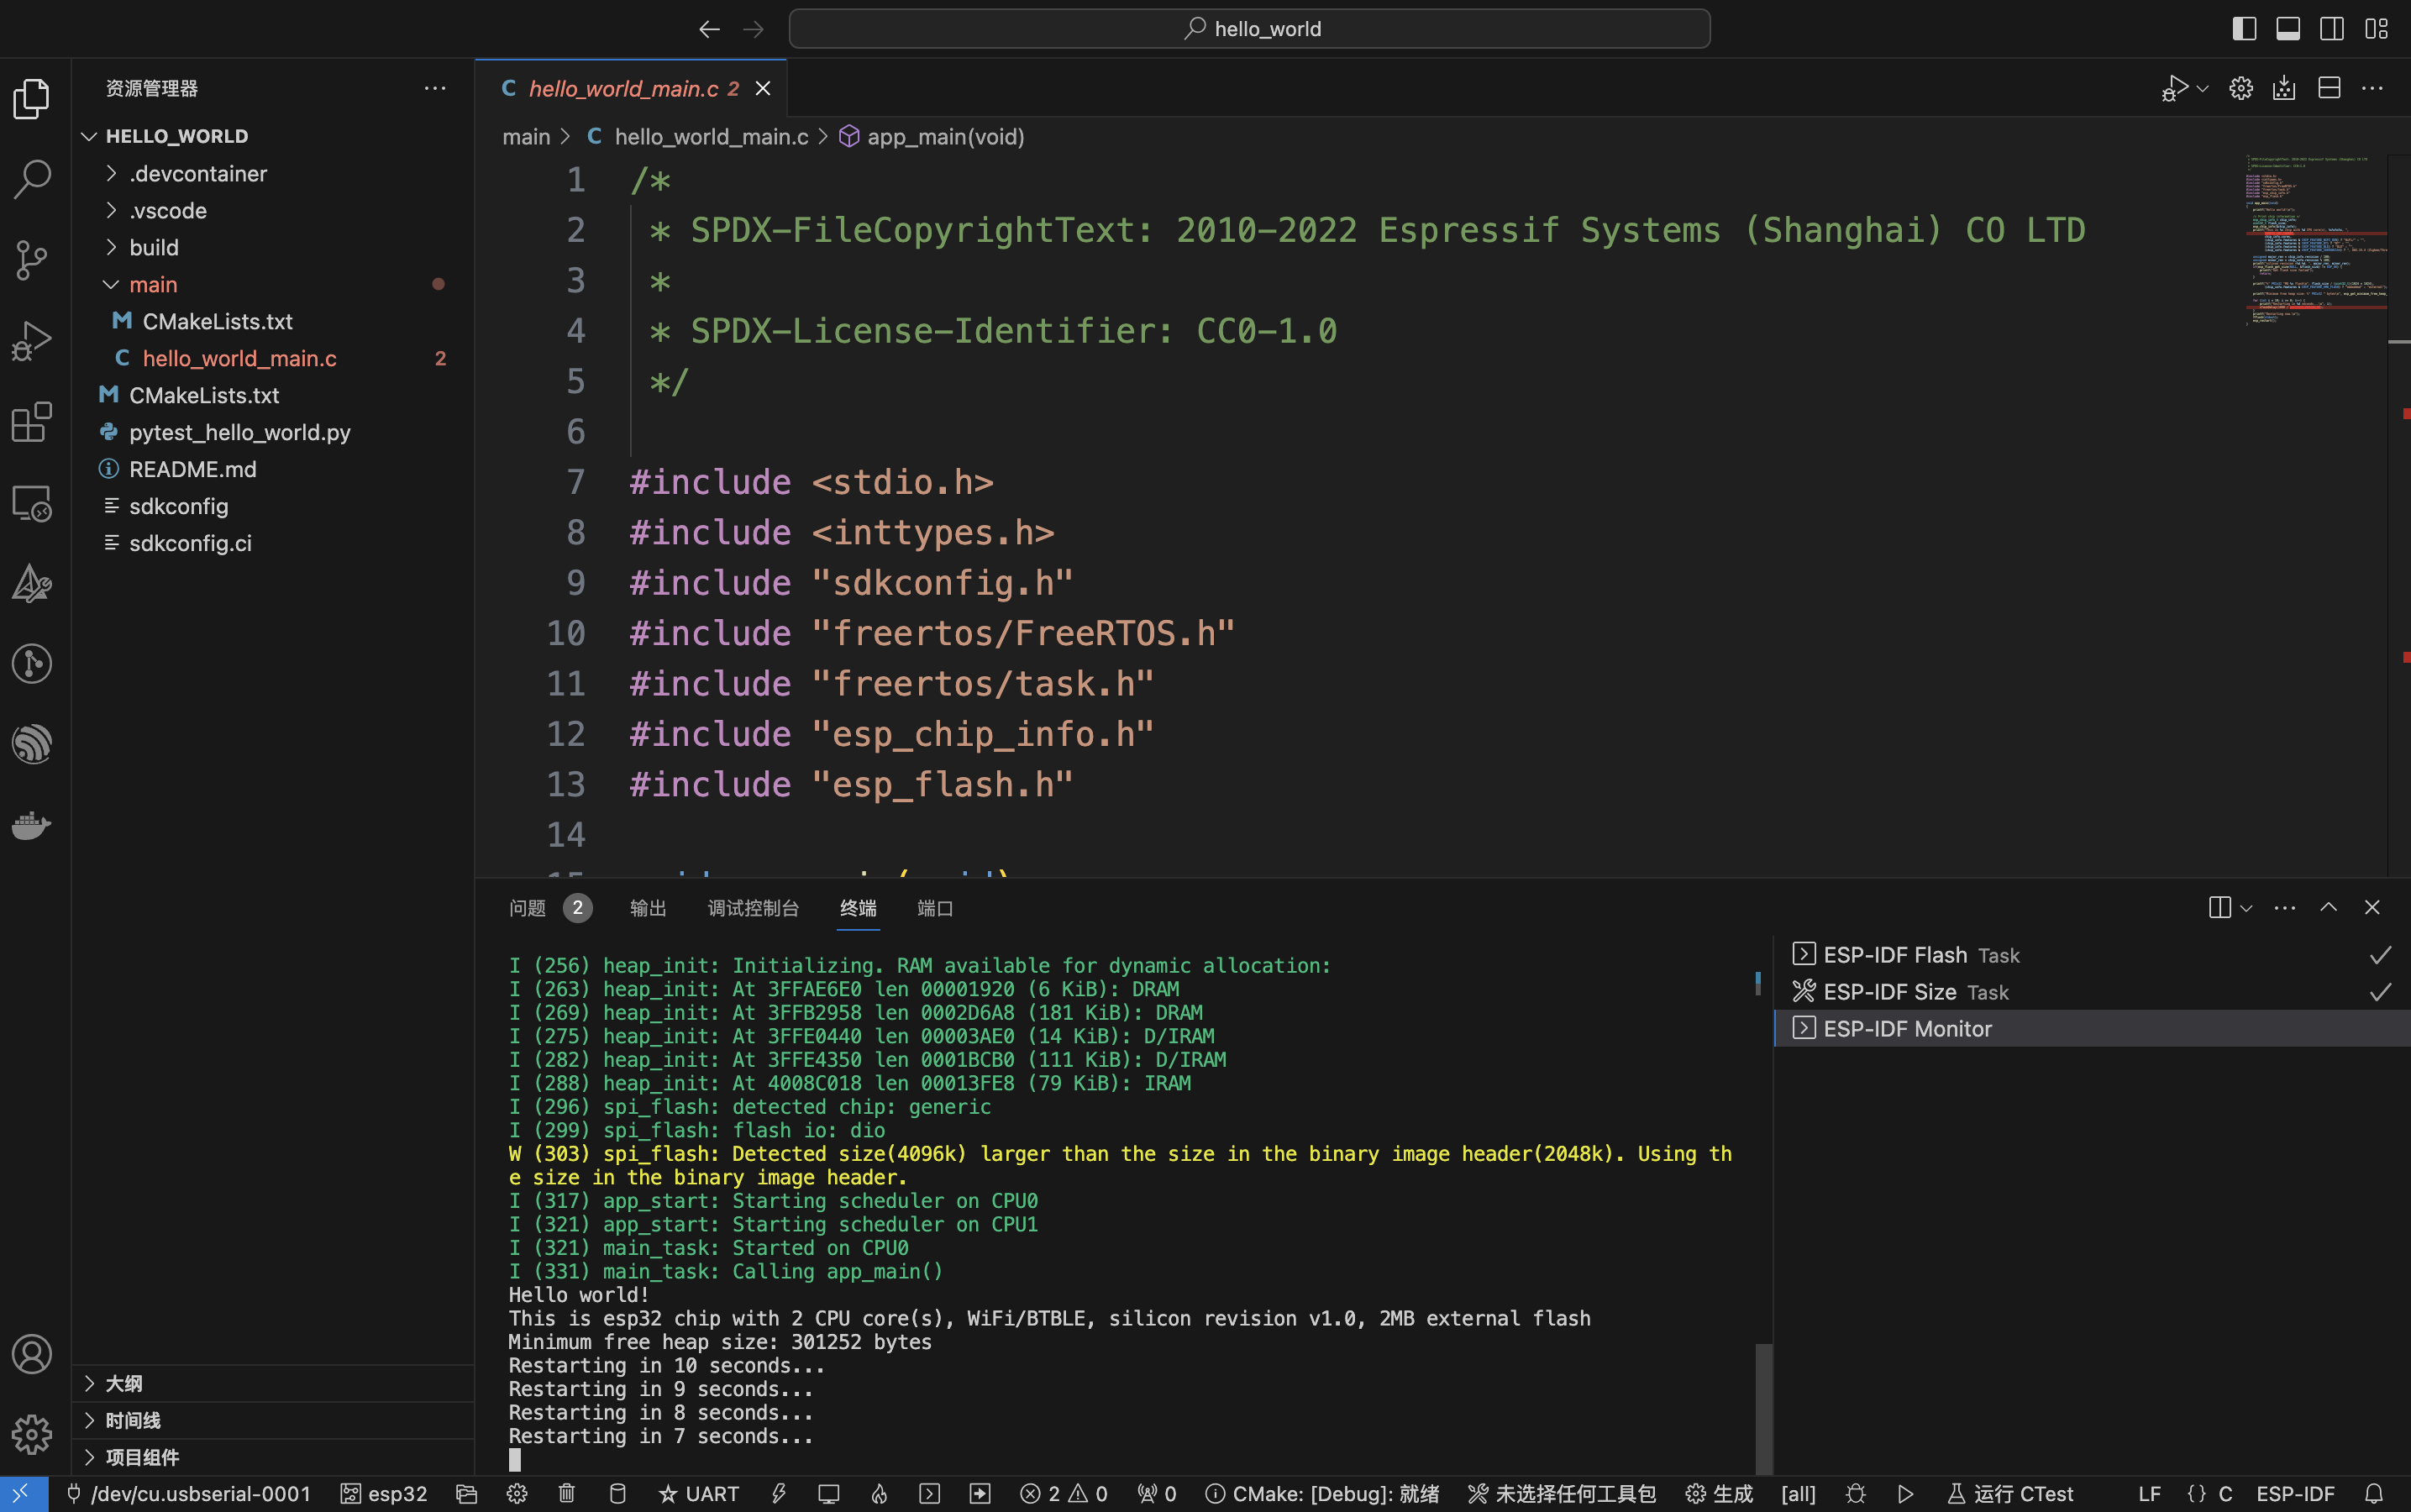 hello_world
资源管理器
HELLO_WORLD
.devcontainer
.vscode
build
main
CMakeLists.txt
hello_world_main.c 2
CMakeLists.txt
pytest_hello_world.py
README.md
sdkconfig
sdkconfig.ci
大纲
时间线
项目组件
C hello_world_main.c 2
main > C hello_world_main.c > app_main(void)
1 /*
2 * SPDX-FileCopyrightText: 2010-2022 Espressif Systems (Shanghai) CO LTD
3 *
4 * SPDX-License-Identifier: CC0-1.0
5 */
6
7 #include <stdio.h>
8 #include <inttypes.h>
9 #include "sdkconfig.h"
10 #include "freertos/FreeRTOS.h"
11 #include "freertos/task.h"
12 #include "esp_chip_info.h"
13 #include "esp_flash.h"
14
问题 2 输出 调试控制台 终端 端口
I (256) heap_init: Initializing. RAM available for dynamic allocation:
I (263) heap_init: At 3FFAE6E0 len 00001920 (6 KiB): DRAM
I (269) heap_init: At 3FFB2958 len 0002D6A8 (181 KiB): DRAM
I (275) heap_init: At 3FFE0440 len 00003AE0 (14 KiB): D/IRAM
I (282) heap_init: At 3FFE4350 len 0001BCB0 (111 KiB): D/IRAM
I (288) heap_init: At 4008C018 len 00013FE8 (79 KiB): IRAM
I (296) spi_flash: detected chip: generic
I (299) spi_flash: flash io: dio
W (303) spi_flash: Detected size(4096k) larger than the size in the binary image header(2048k). Using th
e size in the binary image header.
I (317) app_start: Starting scheduler on CPU0
I (321) app_start: Starting scheduler on CPU1
I (321) main_task: Started on CPU0
I (331) main_task: Calling app_main()
Hello world!
This is esp32 chip with 2 CPU core(s), WiFi/BTBLE, silicon revision v1.0, 2MB external flash
Minimum free heap size: 301252 bytes
Restarting in 10 seconds...
Restarting in 9 seconds...
Restarting in 8 seconds...
Restarting in 7 seconds...
ESP-IDF Flash Task
ESP-IDF Size Task
ESP-IDF Monitor
/dev/cu.usbserial-0001 esp32 UART 2 0 0 CMake: [Debug]: 就绪 未选择任何工具包 生成 [all] 运行 CTest LF {} C ESP-IDF